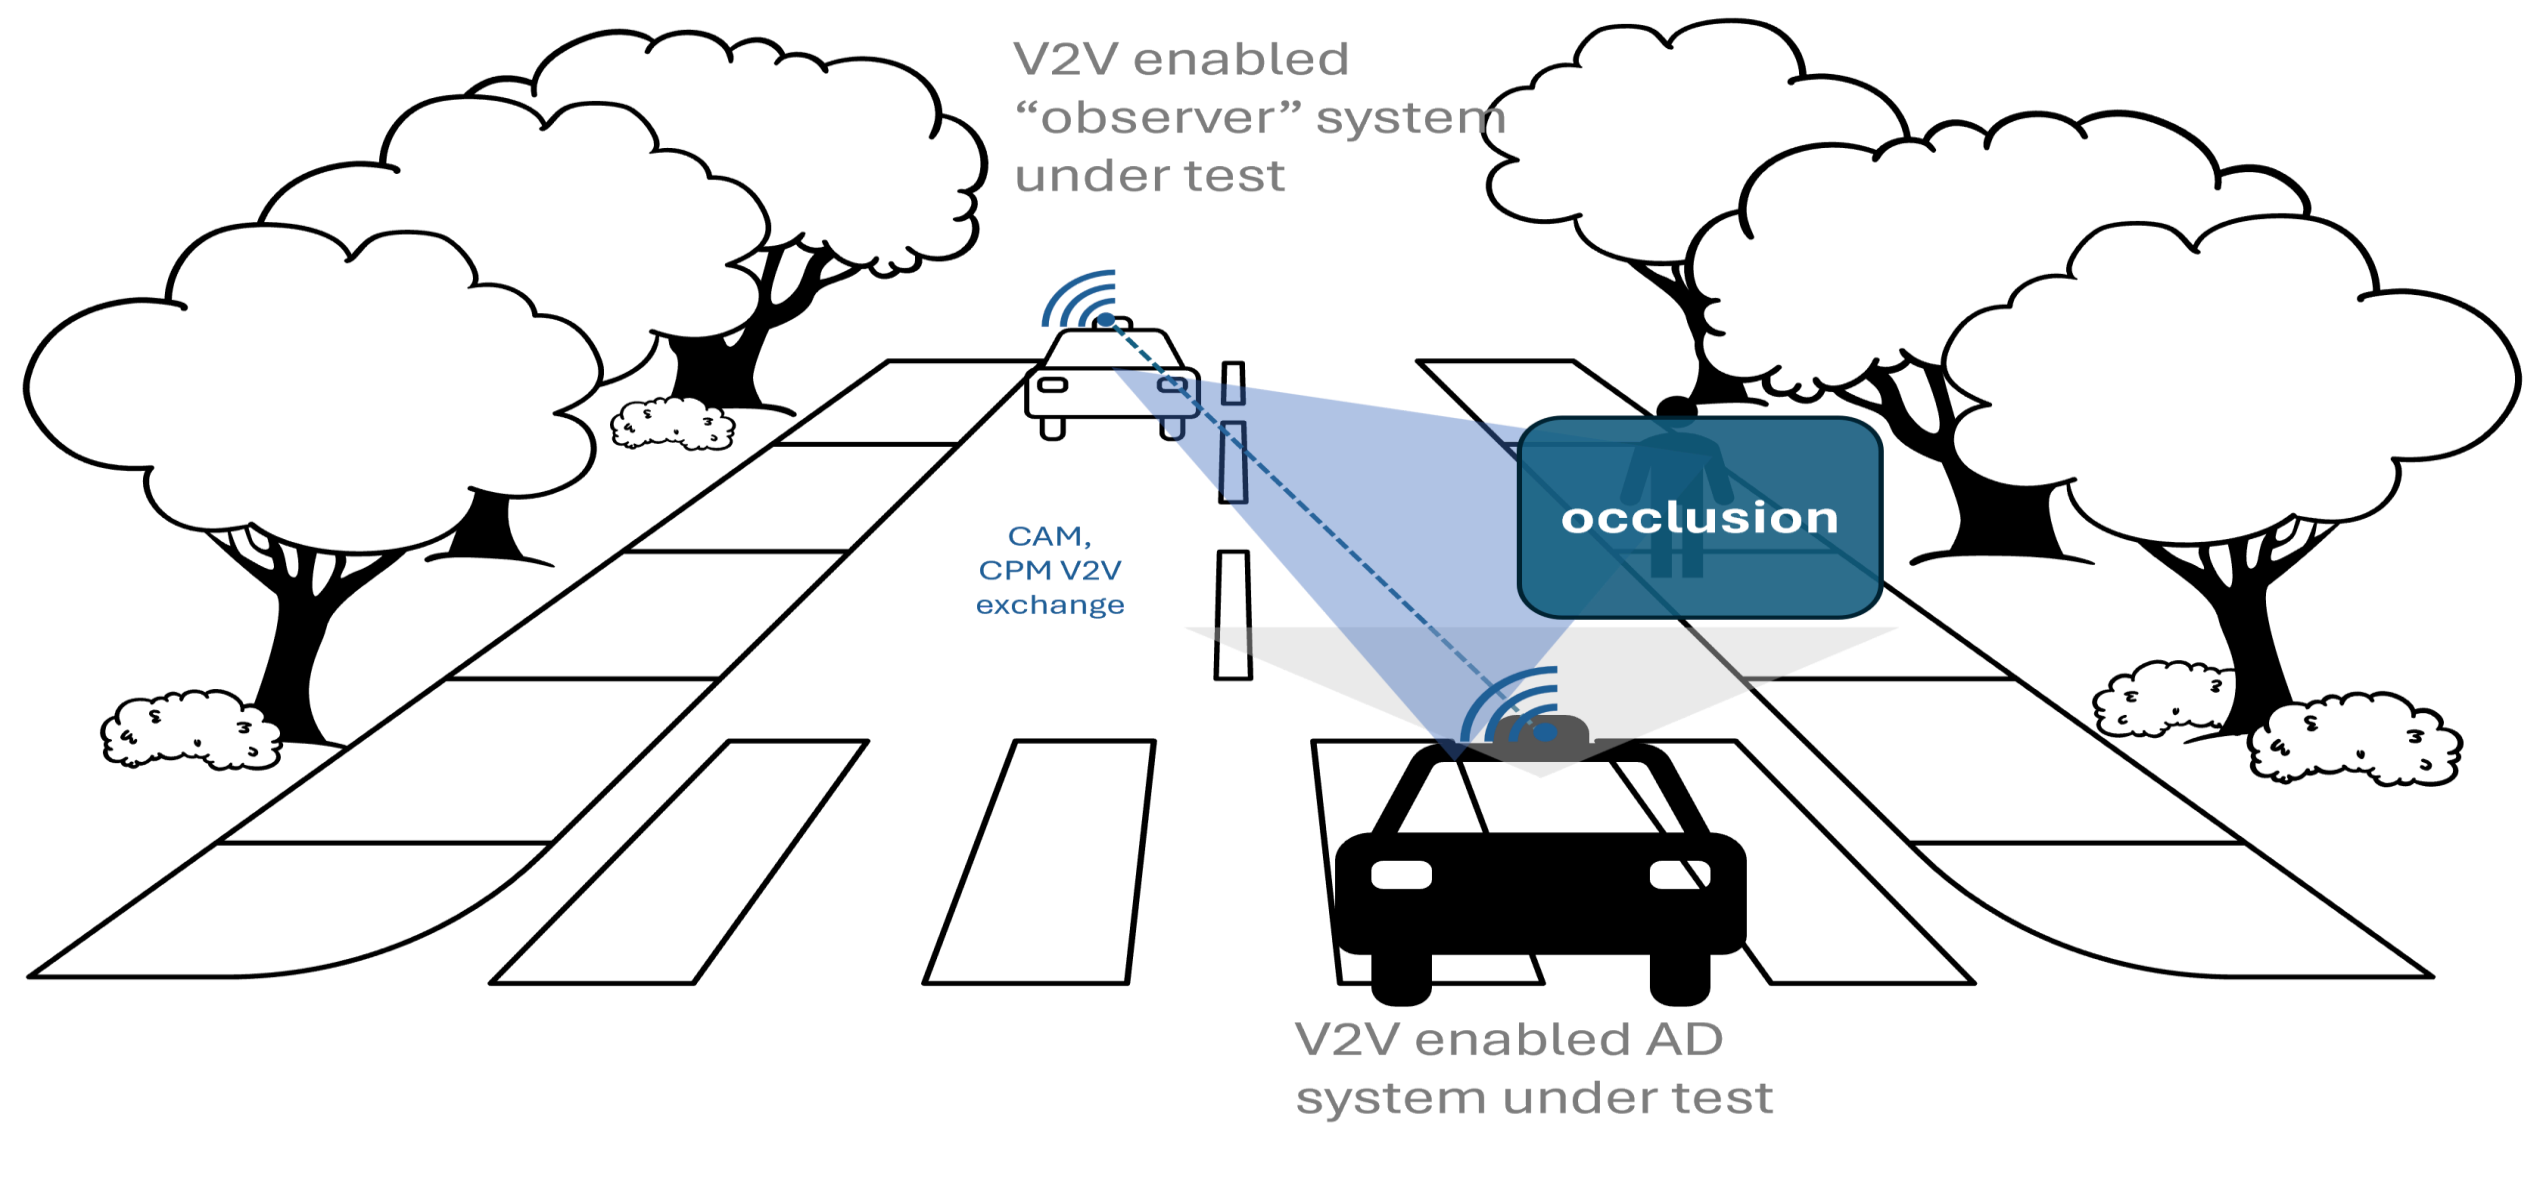 V2V enabled
“observer” system
under test
CAM,
CPM V2V
exchange
occlusion
V2V enabled AD
system under test